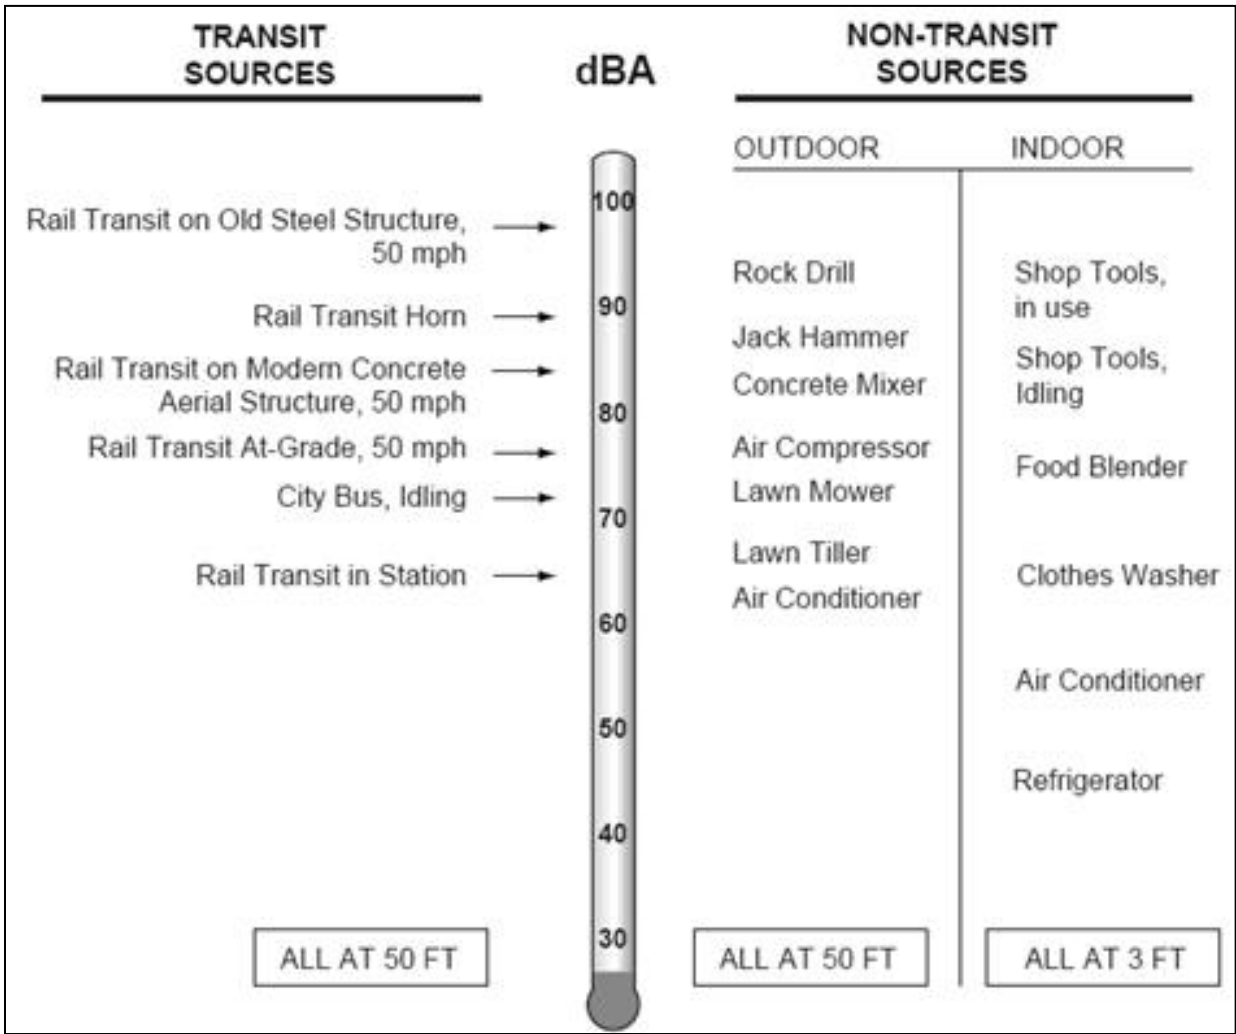 TRANSIT
SOURCES
dBA
NON-TRANSIT
SOURCES
OUTDOOR
INDOOR
Rail Transit on Old Steel Structure,
50 mph
Rail Transit Horn
Rail Transit on Modern Concrete
Aerial Structure, 50 mph
Rail Transit At-Grade, 50 mph
City Bus, Idling
Rail Transit in Station
ALL AT 50 FT
100
90
80
70
60
50
40
30
Rock Drill
Jack Hammer
Concrete Mixer
Air Compressor
Lawn Mower
Lawn Tiller
Air Conditioner
ALL AT 50 FT
Shop Tools,
in use
Shop Tools,
Idling
Food Blender
Clothes Washer
Air Conditioner
Refrigerator
ALL AT 3 FT